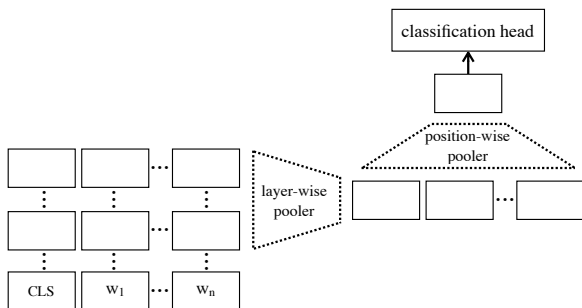 classification head
position-wise
pooler
layer-wise
pooler
CLS w1 ... wn